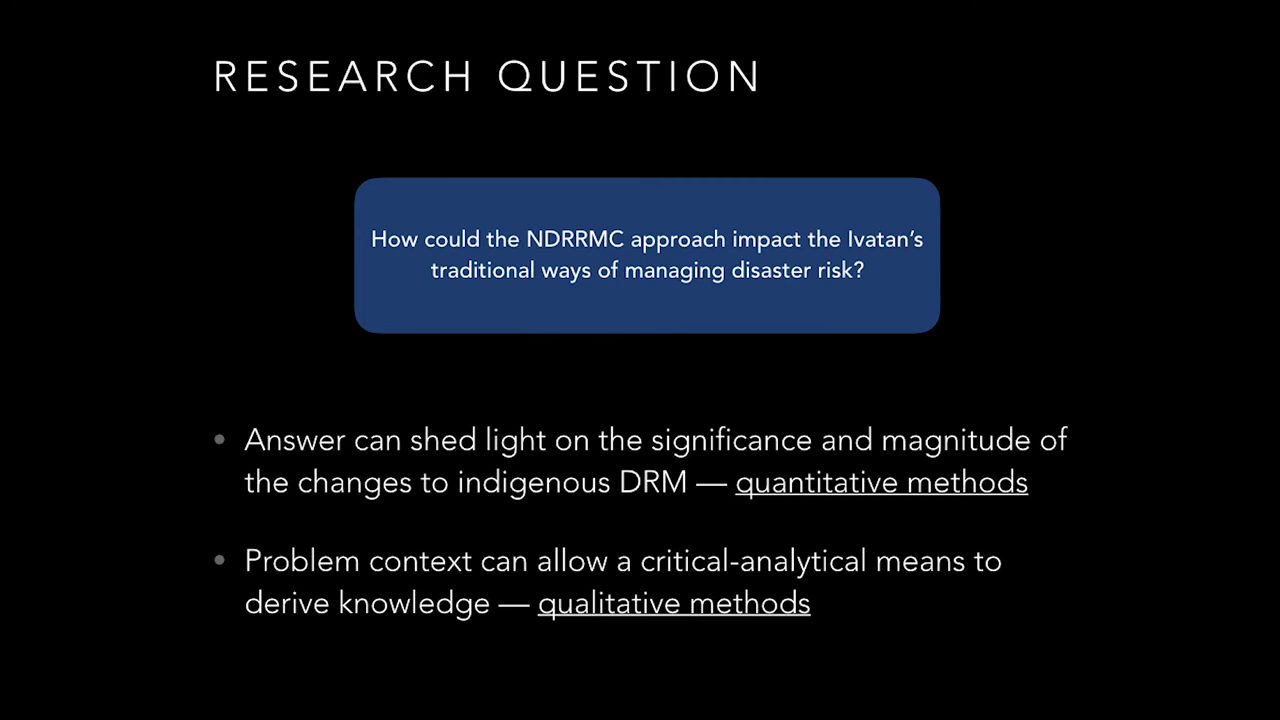 RESEARCH QUESTION
How could the NDRRMC approach impact the Ivatan’s
traditional ways of managing disaster risk?
• Answer can shed light on the significance and magnitude of
the changes to indigenous DRM — quantitative methods
• Problem context can allow a critical-analytical means to
derive knowledge — qualitative methods